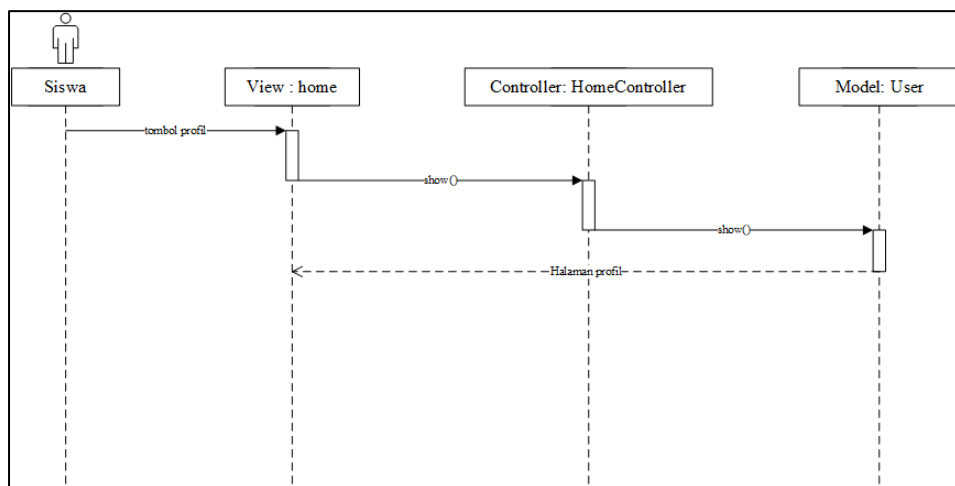 Siswa
View : home
Controller: HomeController
Model: User
tombol profil
show()
show()
Halaman profil